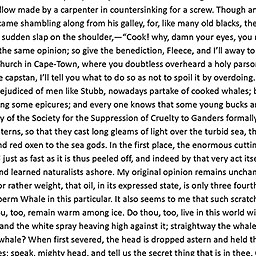 llow made by a carpenter in countersinking for a screw. Though an
came shambling along from his galley, for, like many old blacks, the
sudden slap on the shoulder,—“Cook! why, damn your eyes, you
the same opinion; so give the benediction, Fleece, and I'll away to
hurch in Cape-Town, where you doubtless overheard a holy parso
e capstan, I'll tell you what to do so as not to spoil it by overdoing.
rejudiced of men like Stubb, nowadays partake of cooked whales; b
ng some epicures; and every one knows that some young bucks an
y of the Society for the Suppression of Cruelty to Ganders formally
terns, so that they cast long gleams of light over the turbid sea, th
nd red oxen to the sea gods. In the first place, the enormous cuttin
just as fast as it is thus peeled off, and indeed by that very act itse
nd learned naturalists ashore. My original opinion remains unchan
or rather weight, that oil, in its expressed state, is only three fourth
perm Whale in this particular. It also seems to me that such scratch
ou, too, remain warm among ice. Do thou, too, live in this world wi
and the white spray heaving high against it; straightway the whale
whale? When first severed, the head is dropped astern and held th
es; speak, mighty head, and tell us the secret thing that is in thee. O